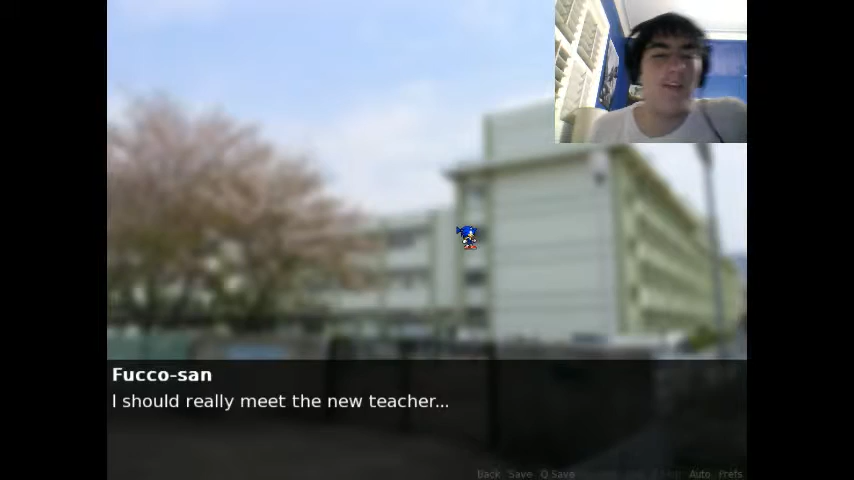 Fucco-san
I should really meet the new teacher...
Back Save Q.Save Auto Prefs